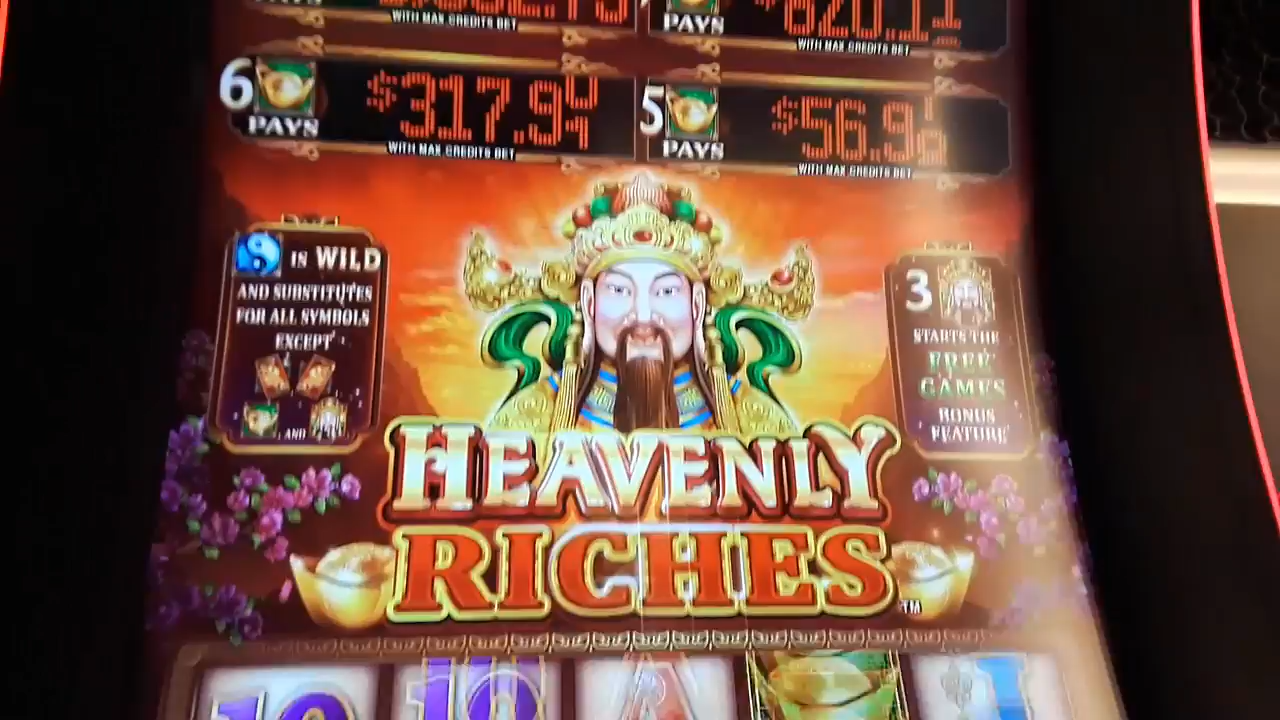 WITH MAX CREDITS BET
PAYS
WITH MAX CREDITS BET
6
PAYS
$317.94
WITH MAX CREDITS BET
5
PAYS
WITH MAX CREDITS BET
IS WILD
AND SUBSTITUTES
FOR ALL SYMBOLS
EXCEPT
AND
3
STARTS THE
FREE
GAMES
BONUS
FEATURE
HEAVENLY
RICHES
TM
10
10
A